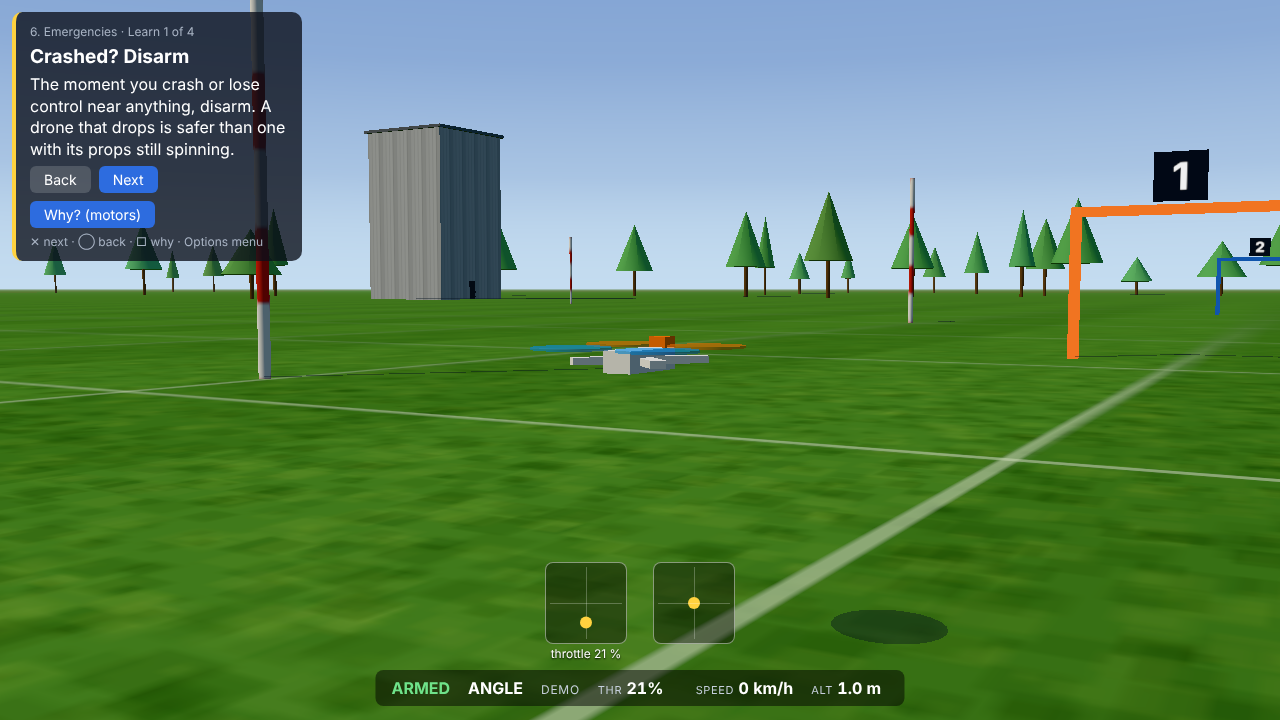 6. Emergencies · Learn 1 of 4
Crashed? Disarm
The moment you crash or lose
control near anything, disarm. A
drone that drops is safer than one
with its props still spinning.
Back Next
Why? (motors)
✕ next · ◯ back · ☐ why · Options menu
1
2
throttle 21 %
ARMED ANGLE DEMO THR 21% SPEED 0 km/h ALT 1.0 m